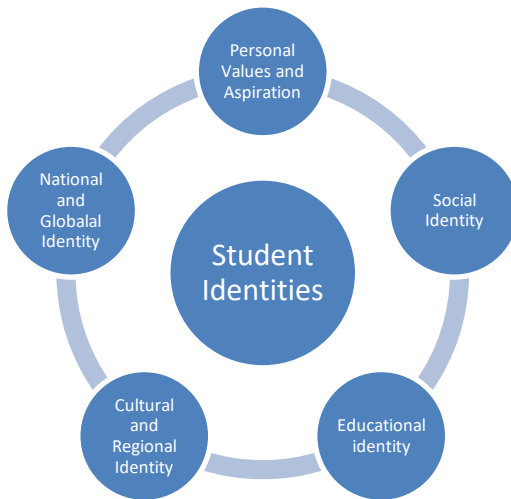 Personal
Values and
Aspiration
Social
Identity
Educational
identity
Cultural
and
Regional
Identity
National
and
Globalal
Identity
Student
Identities